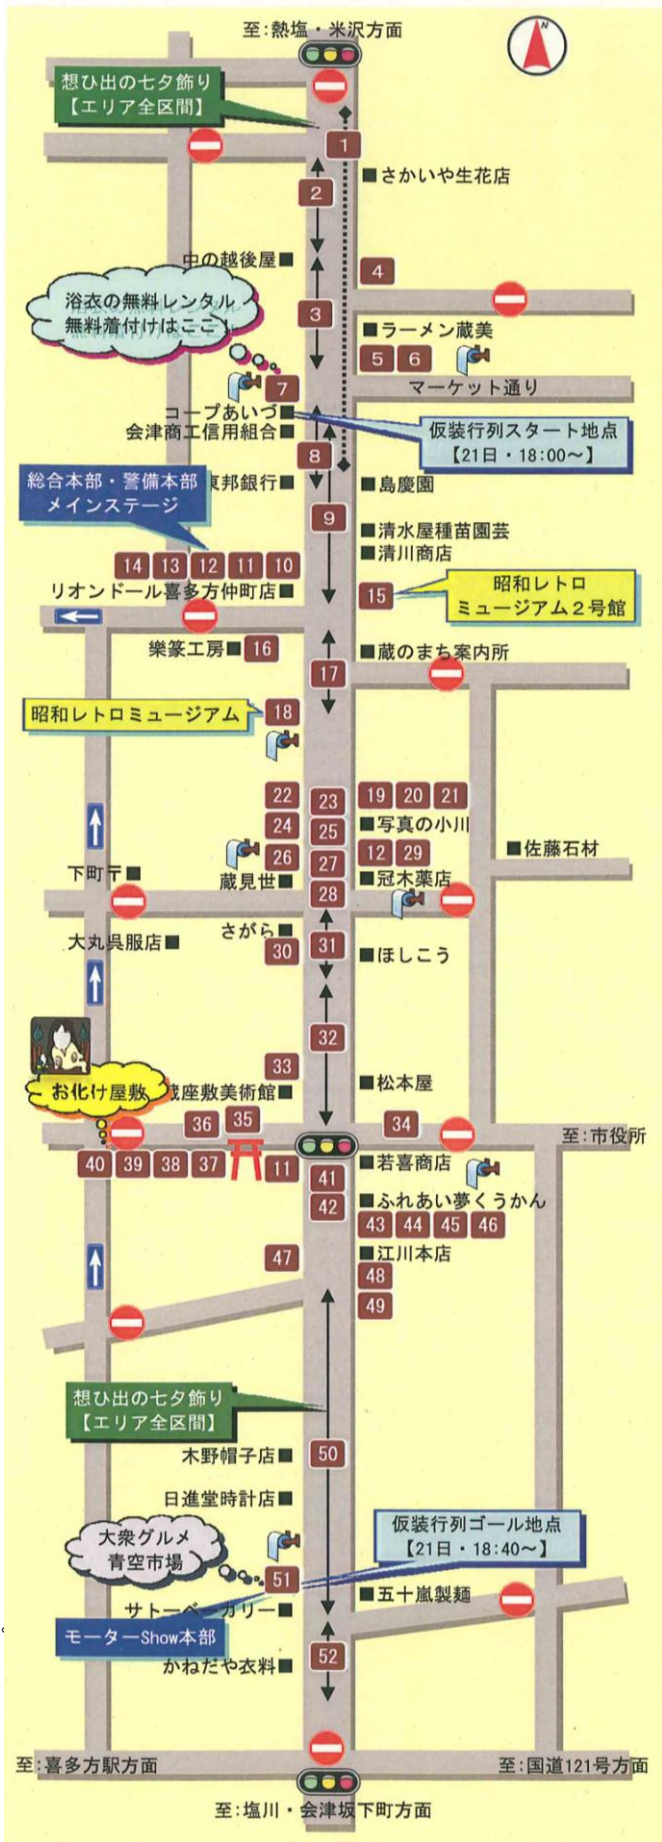 至:熱塩・米沢方面
N
想ひ出の七夕飾り
【エリア全区間】
1
さかいや生花店
2
中の越後屋
4
浴衣の無料レンタル
無料着付けはここ
3
ラーメン蔵美
5 6
7
マーケット通り
コープあいづ
会津商工信用組合
仮装行列スタート地点
【21日・18:00～】
8
総合本部・警備本部
メインステージ
東邦銀行
島慶園
9
清水屋種苗園芸
清川商店
14 13 12 11 10
リオンドール喜多方仲町店
15
昭和レトロ
ミュージアム2号館
樂篆工房
16
蔵のまち案内所
17
昭和レトロミュージアム
18
22 23 19 20 21
24 25
写真の小川
26 27 12 29
佐藤石材
下町〒
蔵見世
冠木薬店
28
さがら
大丸呉服店
30 31
ほしこう
32
33
お化け屋敷
蔵座敷美術館
松本屋
36 35 34
至:市役所
40 39 38 37 11
若喜商店
41
42
ふれあい夢くうかん
43 44 45 46
47
江川本店
48
49
想ひ出の七夕飾り
【エリア全区間】
木野帽子店
50
日進堂時計店
大衆グルメ
青空市場
仮装行列ゴール地点
【21日・18:40～】
51
サトーベーカリー
五十嵐製麺
モーターShow本部
52
かねだや衣料
至:喜多方駅方面
至:国道121号方面
至:塩川・会津坂下町方面